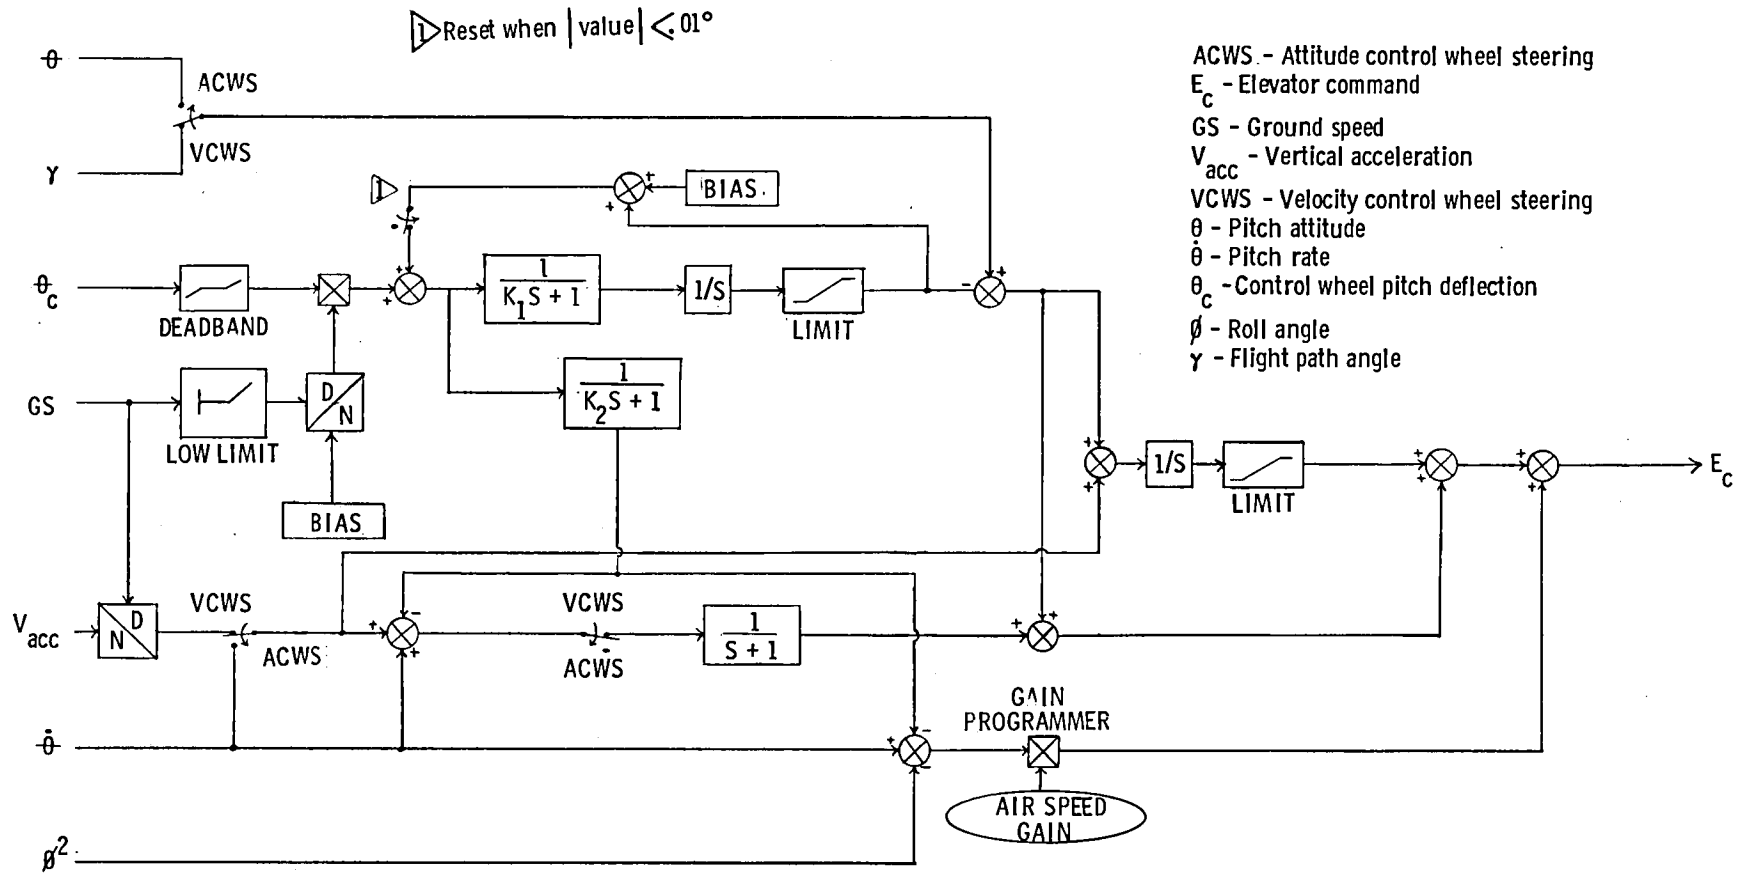 1 Reset when | value | < .01°
θ
ACWS
VCWS
γ
1
BIAS
+
+
θc
DEADBAND
+
+
1
K1S + 1
1/S
LIMIT
-
+
GS
LOW LIMIT
D
N
BIAS
1
K2S + 1
+
+
1/S
LIMIT
+
+
+
+
Ec
Vacc
N
D
VCWS
ACWS
+
-
+
VCWS
ACWS
1
S + 1
+
+
θ̇
+
-
-
GAIN
PROGRAMMER
AIR SPEED
GAIN
ø²
ACWS - Attitude control wheel steering
Ec - Elevator command
GS - Ground speed
Vacc - Vertical acceleration
VCWS - Velocity control wheel steering
θ - Pitch attitude
θ̇ - Pitch rate
θc - Control wheel pitch deflection
ø - Roll angle
γ - Flight path angle